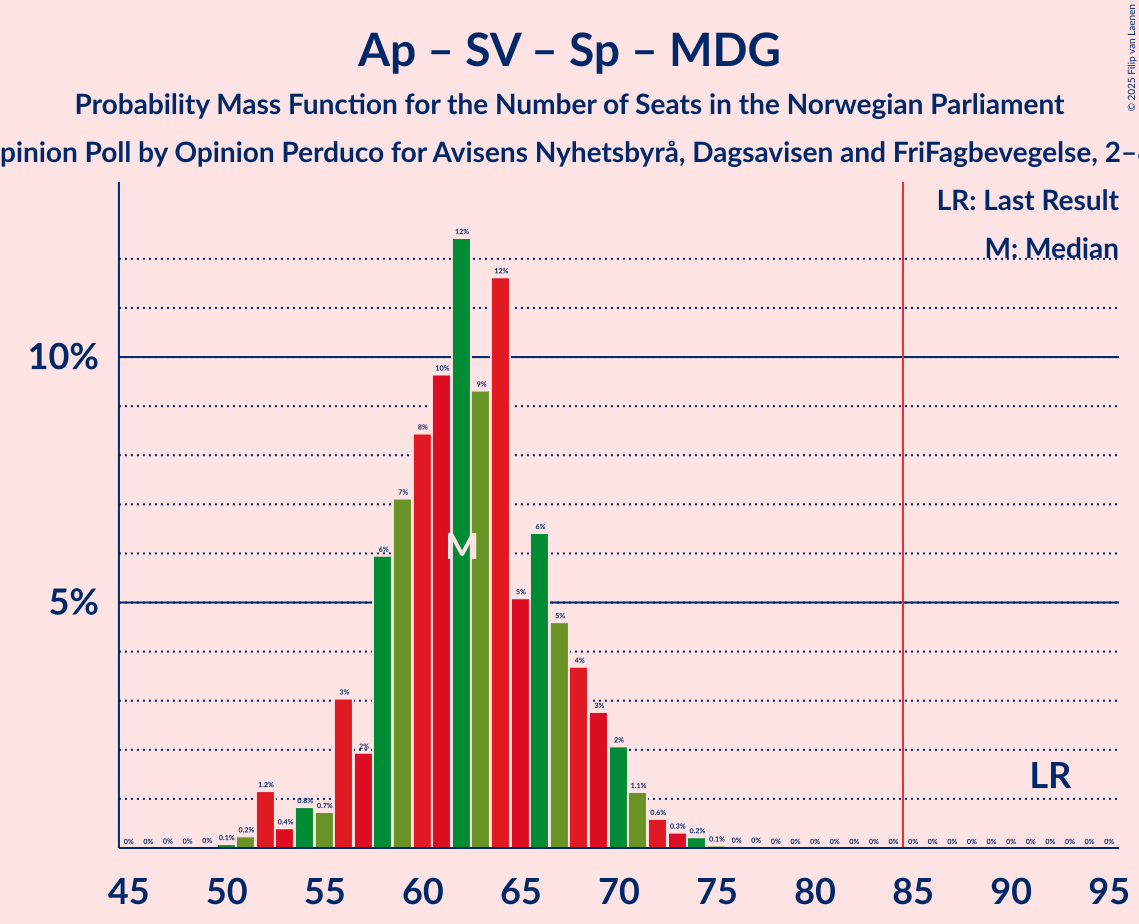 Ap – SV – Sp – MDG
© 2025 Filip van Laenen
Probability Mass Function for the Number of Seats in the Norwegian Parliament
pinion Poll by Opinion Perduco for Avisens Nyhetsbyrå, Dagsavisen and FriFagbevegelse, 2–
LR: Last Result
M: Median
10%
5%
0% 0% 0% 0% 0% 0.1% 0.2% 1.2% 0.4% 0.8% 0.7% 3% 2% 6% 7% 8% 10% 12% 9% 12% 5% 6% 5% 4% 3% 2% 1.1% 0.6% 0.3% 0.2% 0.1% 0% 0% 0% 0% 0% 0% 0% 0% 0% 0% 0% 0% 0% 0% 0% 0% 0% 0% 0% 0%
M
LR
45 50 55 60 65 70 75 80 85 90 95